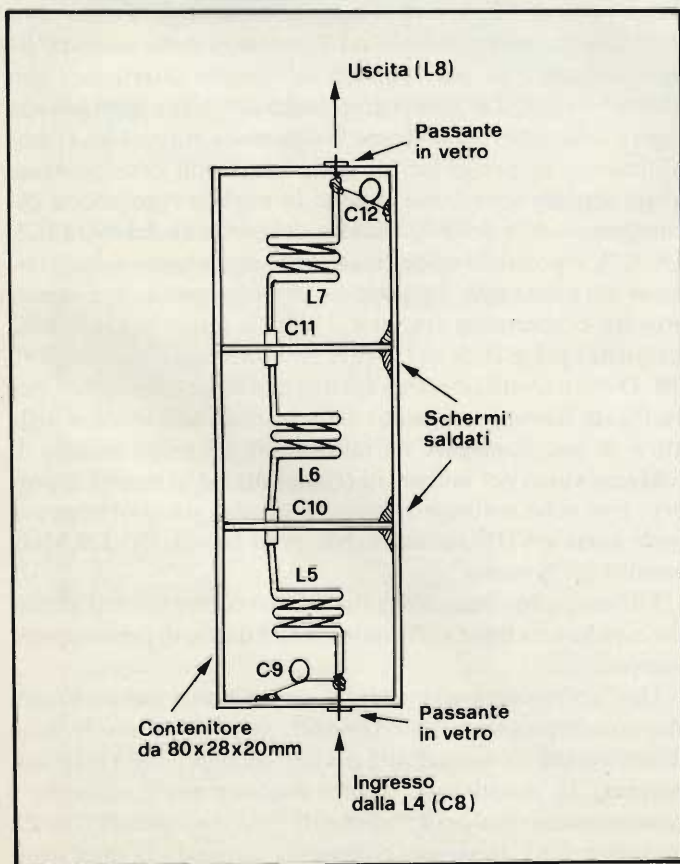 Uscita (L8)
Passante
in vetro
C12
L7
C11
Schermi
saldati
L6
C10
L5
C9
Contenitore
da 80x28x20mm
Passante
in vetro
Ingresso
dalla L4 (C8)